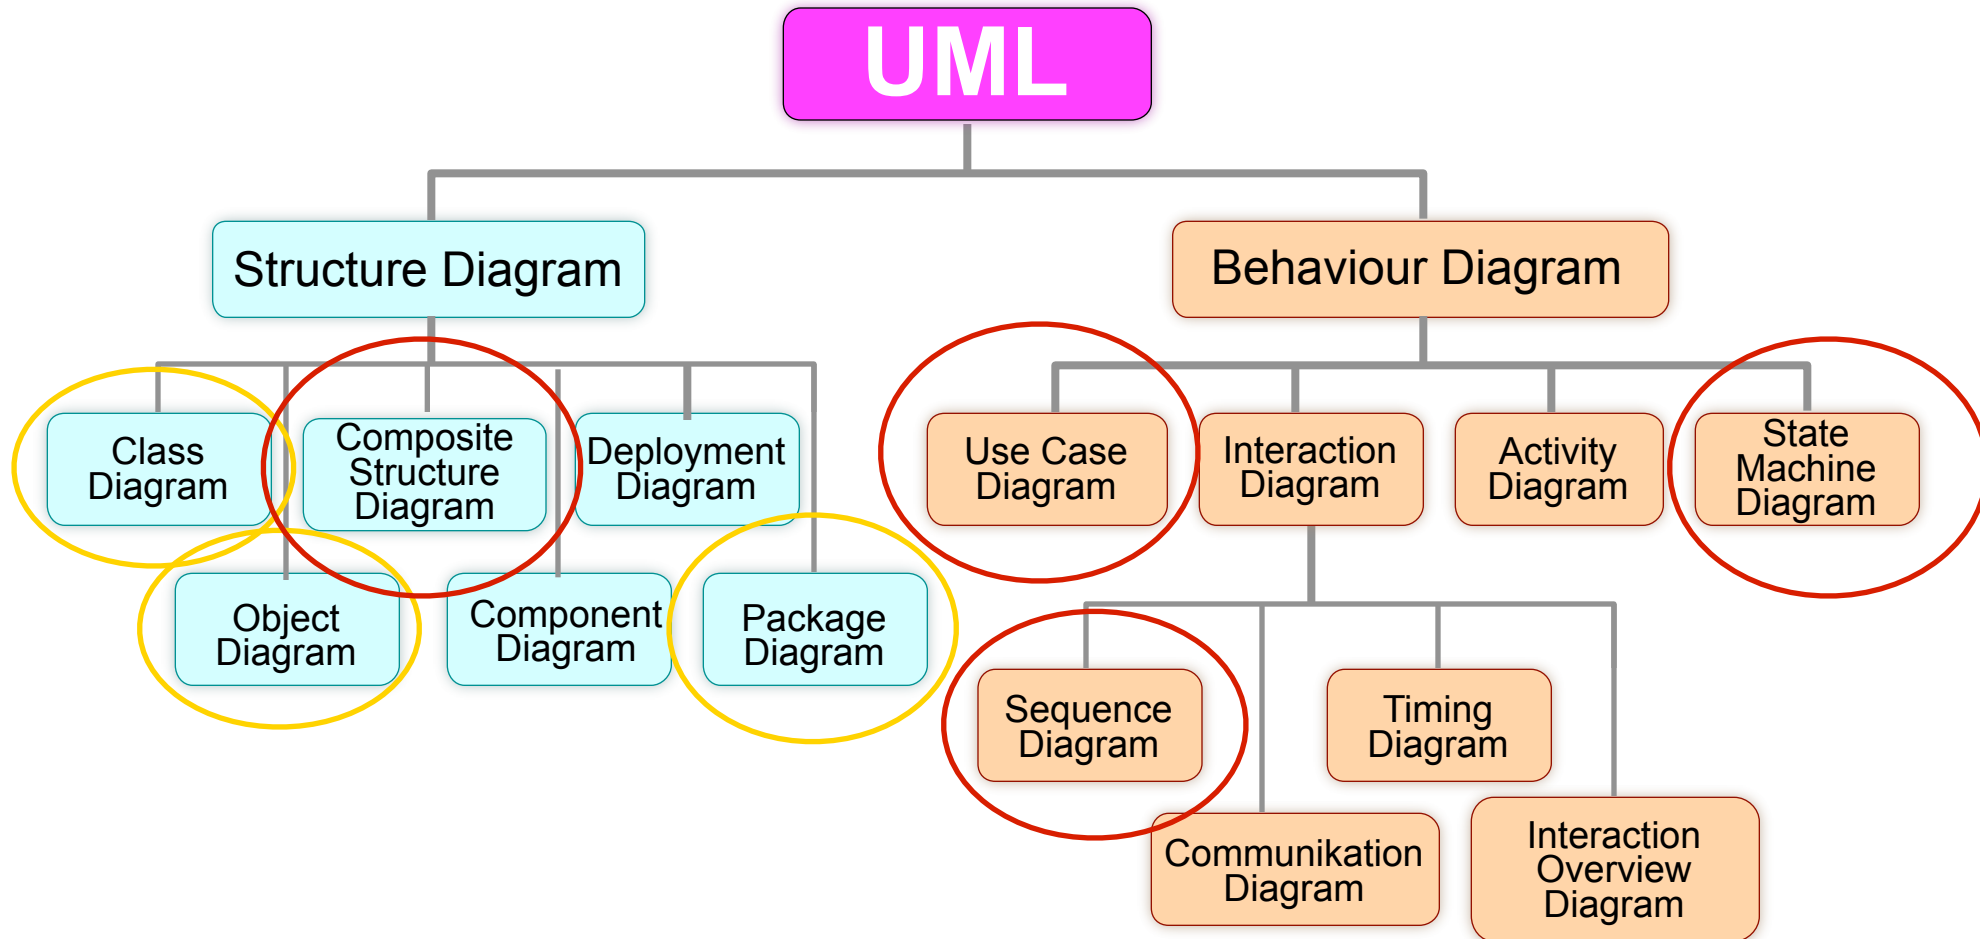 UML
Structure Diagram
Behaviour Diagram
Class
Diagram
Composite
Structure
Diagram
Deployment
Diagram
Use Case
Diagram
Interaction
Diagram
Activity
Diagram
State
Machine
Diagram
Object
Diagram
Component
Diagram
Package
Diagram
Sequence
Diagram
Timing
Diagram
Communikation
Diagram
Interaction
Overview
Diagram